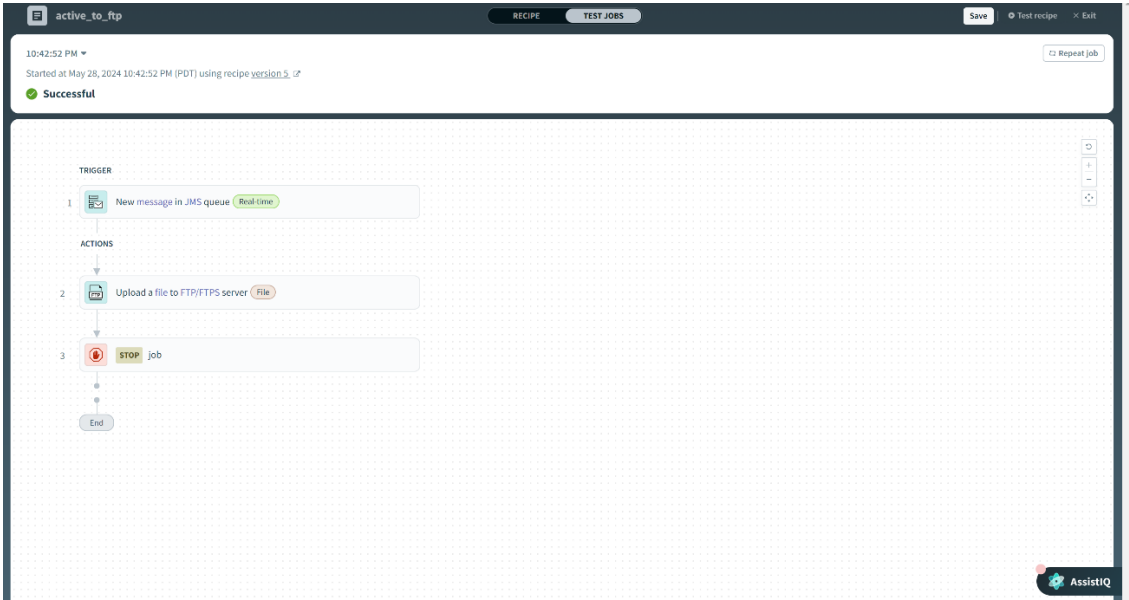 active_to_ftp
RECIPE
TEST JOBS
Save
Test recipe
Exit
10:42:52 PM
Repeat job
Started at May 28, 2024 10:42:52 PM (PDT) using recipe version 5
Successful
TRIGGER
1 New message in JMS queue Real-time
ACTIONS
2 FTP Upload a file to FTP/FTPS server File
3 STOP job
End
AssistIQ